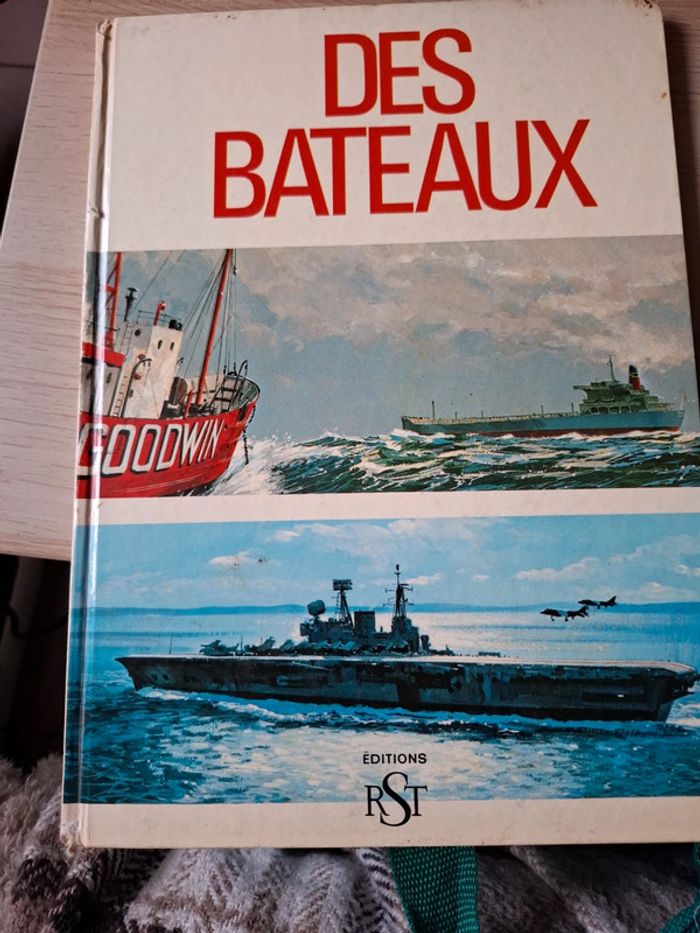 DES
BATEAUX
GOODWIN
ÉDITIONS
RST